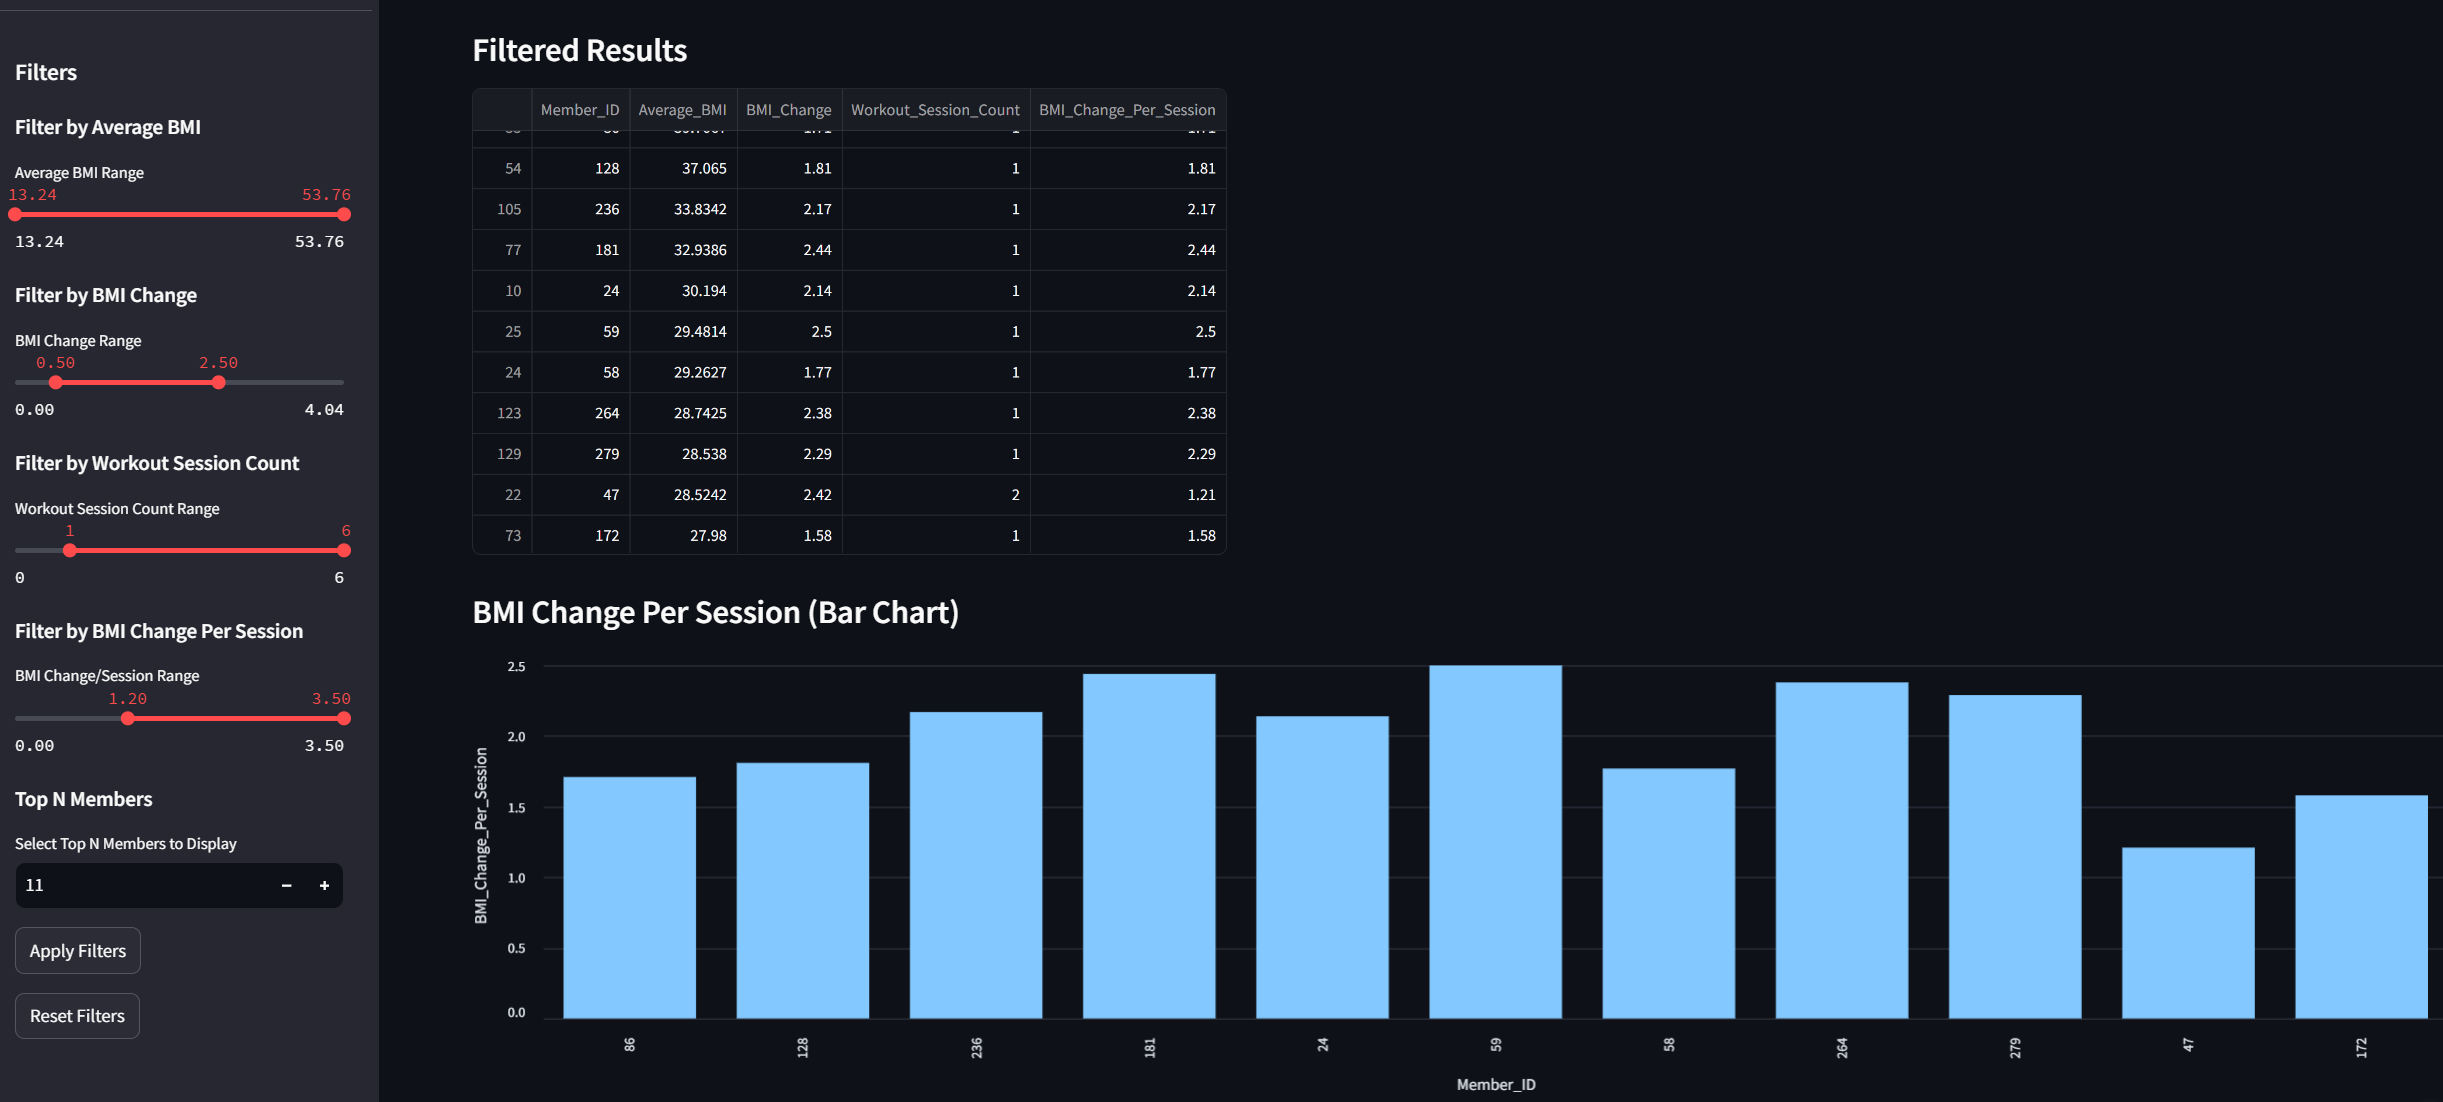 Filters
Filter by Average BMI
Average BMI Range
13.24 53.76
13.24 53.76
Filter by BMI Change
BMI Change Range
0.50 2.50
0.00 4.04
Filter by Workout Session Count
Workout Session Count Range
1 6
0 6
Filter by BMI Change Per Session
BMI Change/Session Range
1.20 3.50
0.00 3.50
Top N Members
Select Top N Members to Display
11 − +
Apply Filters
Reset Filters
Filtered Results
Member_ID Average_BMI BMI_Change Workout_Session_Count BMI_Change_Per_Session
54 128 37.065 1.81 1 1.81
105 236 33.8342 2.17 1 2.17
77 181 32.9386 2.44 1 2.44
10 24 30.194 2.14 1 2.14
25 59 29.4814 2.5 1 2.5
24 58 29.2627 1.77 1 1.77
123 264 28.7425 2.38 1 2.38
129 279 28.538 2.29 1 2.29
22 47 28.5242 2.42 2 1.21
73 172 27.98 1.58 1 1.58
BMI Change Per Session (Bar Chart)
BMI_Change_Per_Session
2.5
2.0
1.5
1.0
0.5
0.0
86 128 236 181 24 59 58 264 279 47 172
Member_ID